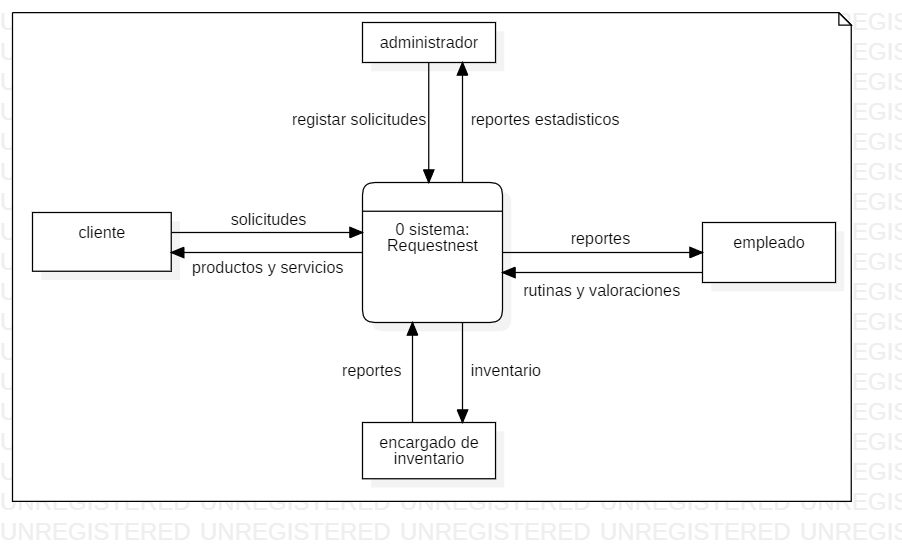 administrador
registar solicitudes
reportes estadisticos
0 sistema:
Requestnest
cliente
solicitudes
productos y servicios
reportes
empleado
rutinas y valoraciones
reportes
inventario
encargado de
inventario
UNREGISTERED UNREGISTERED UNREGISTERED UNREGISTERED UNREGIS